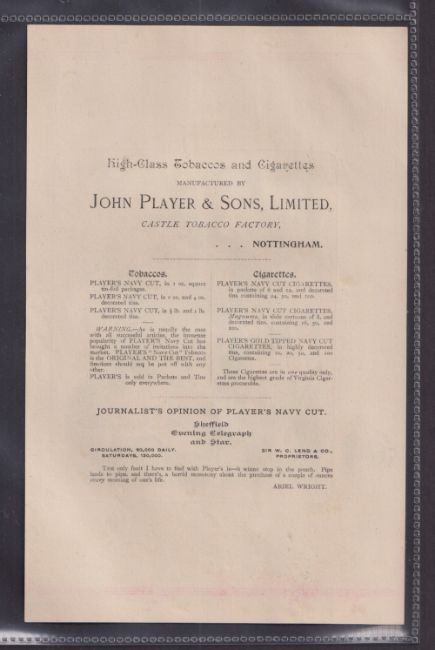 High-Class Tobaccos and Cigarettes
MANUFACTURED BY
JOHN PLAYER & SONS, LIMITED,
CASTLE TOBACCO FACTORY,
. . . NOTTINGHAM.
Tobaccos.
PLAYER'S NAVY CUT, in 1 oz. square
tin-foil packages.
PLAYER'S NAVY CUT, in 2 oz. and 4 oz.
decorated tins.
PLAYER'S NAVY CUT, in ½ lb. and 1 lb.
decorated tins.
WARNING.—As is usually the case
with all successful articles, the immense
popularity of PLAYER'S Navy Cut has
brought a number of imitations into the
market. PLAYER'S "Navy Cut" Tobacco
is the ORIGINAL AND THE BEST, and
smokers should not be put off with any
other.
PLAYER'S is sold in Packets and Tins
only everywhere.
Cigarettes.
PLAYER'S NAVY CUT CIGARETTES,
in packets of 6 and 12, and decorated
tins containing 24, 50, and 100.
PLAYER'S NAVY CUT CIGARETTES,
Magnums, in slide cartons of 8, and
decorated tins, containing 16, 50, and
100.
PLAYER'S GOLD TIPPED NAVY CUT
CIGARETTES, in highly decorated
tins, containing 10, 20, 50, and 100
Cigarettes.
These Cigarettes are in one quality only,
and are the highest grade of Virginia Cigar-
ettes procurable.
JOURNALIST'S OPINION OF PLAYER'S NAVY CUT.
Sheffield
Evening Telegraph
and Star.
CIRCULATION, 90,000 DAILY.
SATURDAYS, 130,000.
SIR W. C. LENG & CO.,
PROPRIETORS.
THE only fault I have to find with Player's is—it winna stop in the pouch. Pipe
leads to pipe, and there's, a horrid monotony about the purchase of a couple of ounces
every morning of one's life.
ARIEL WRIGHT.